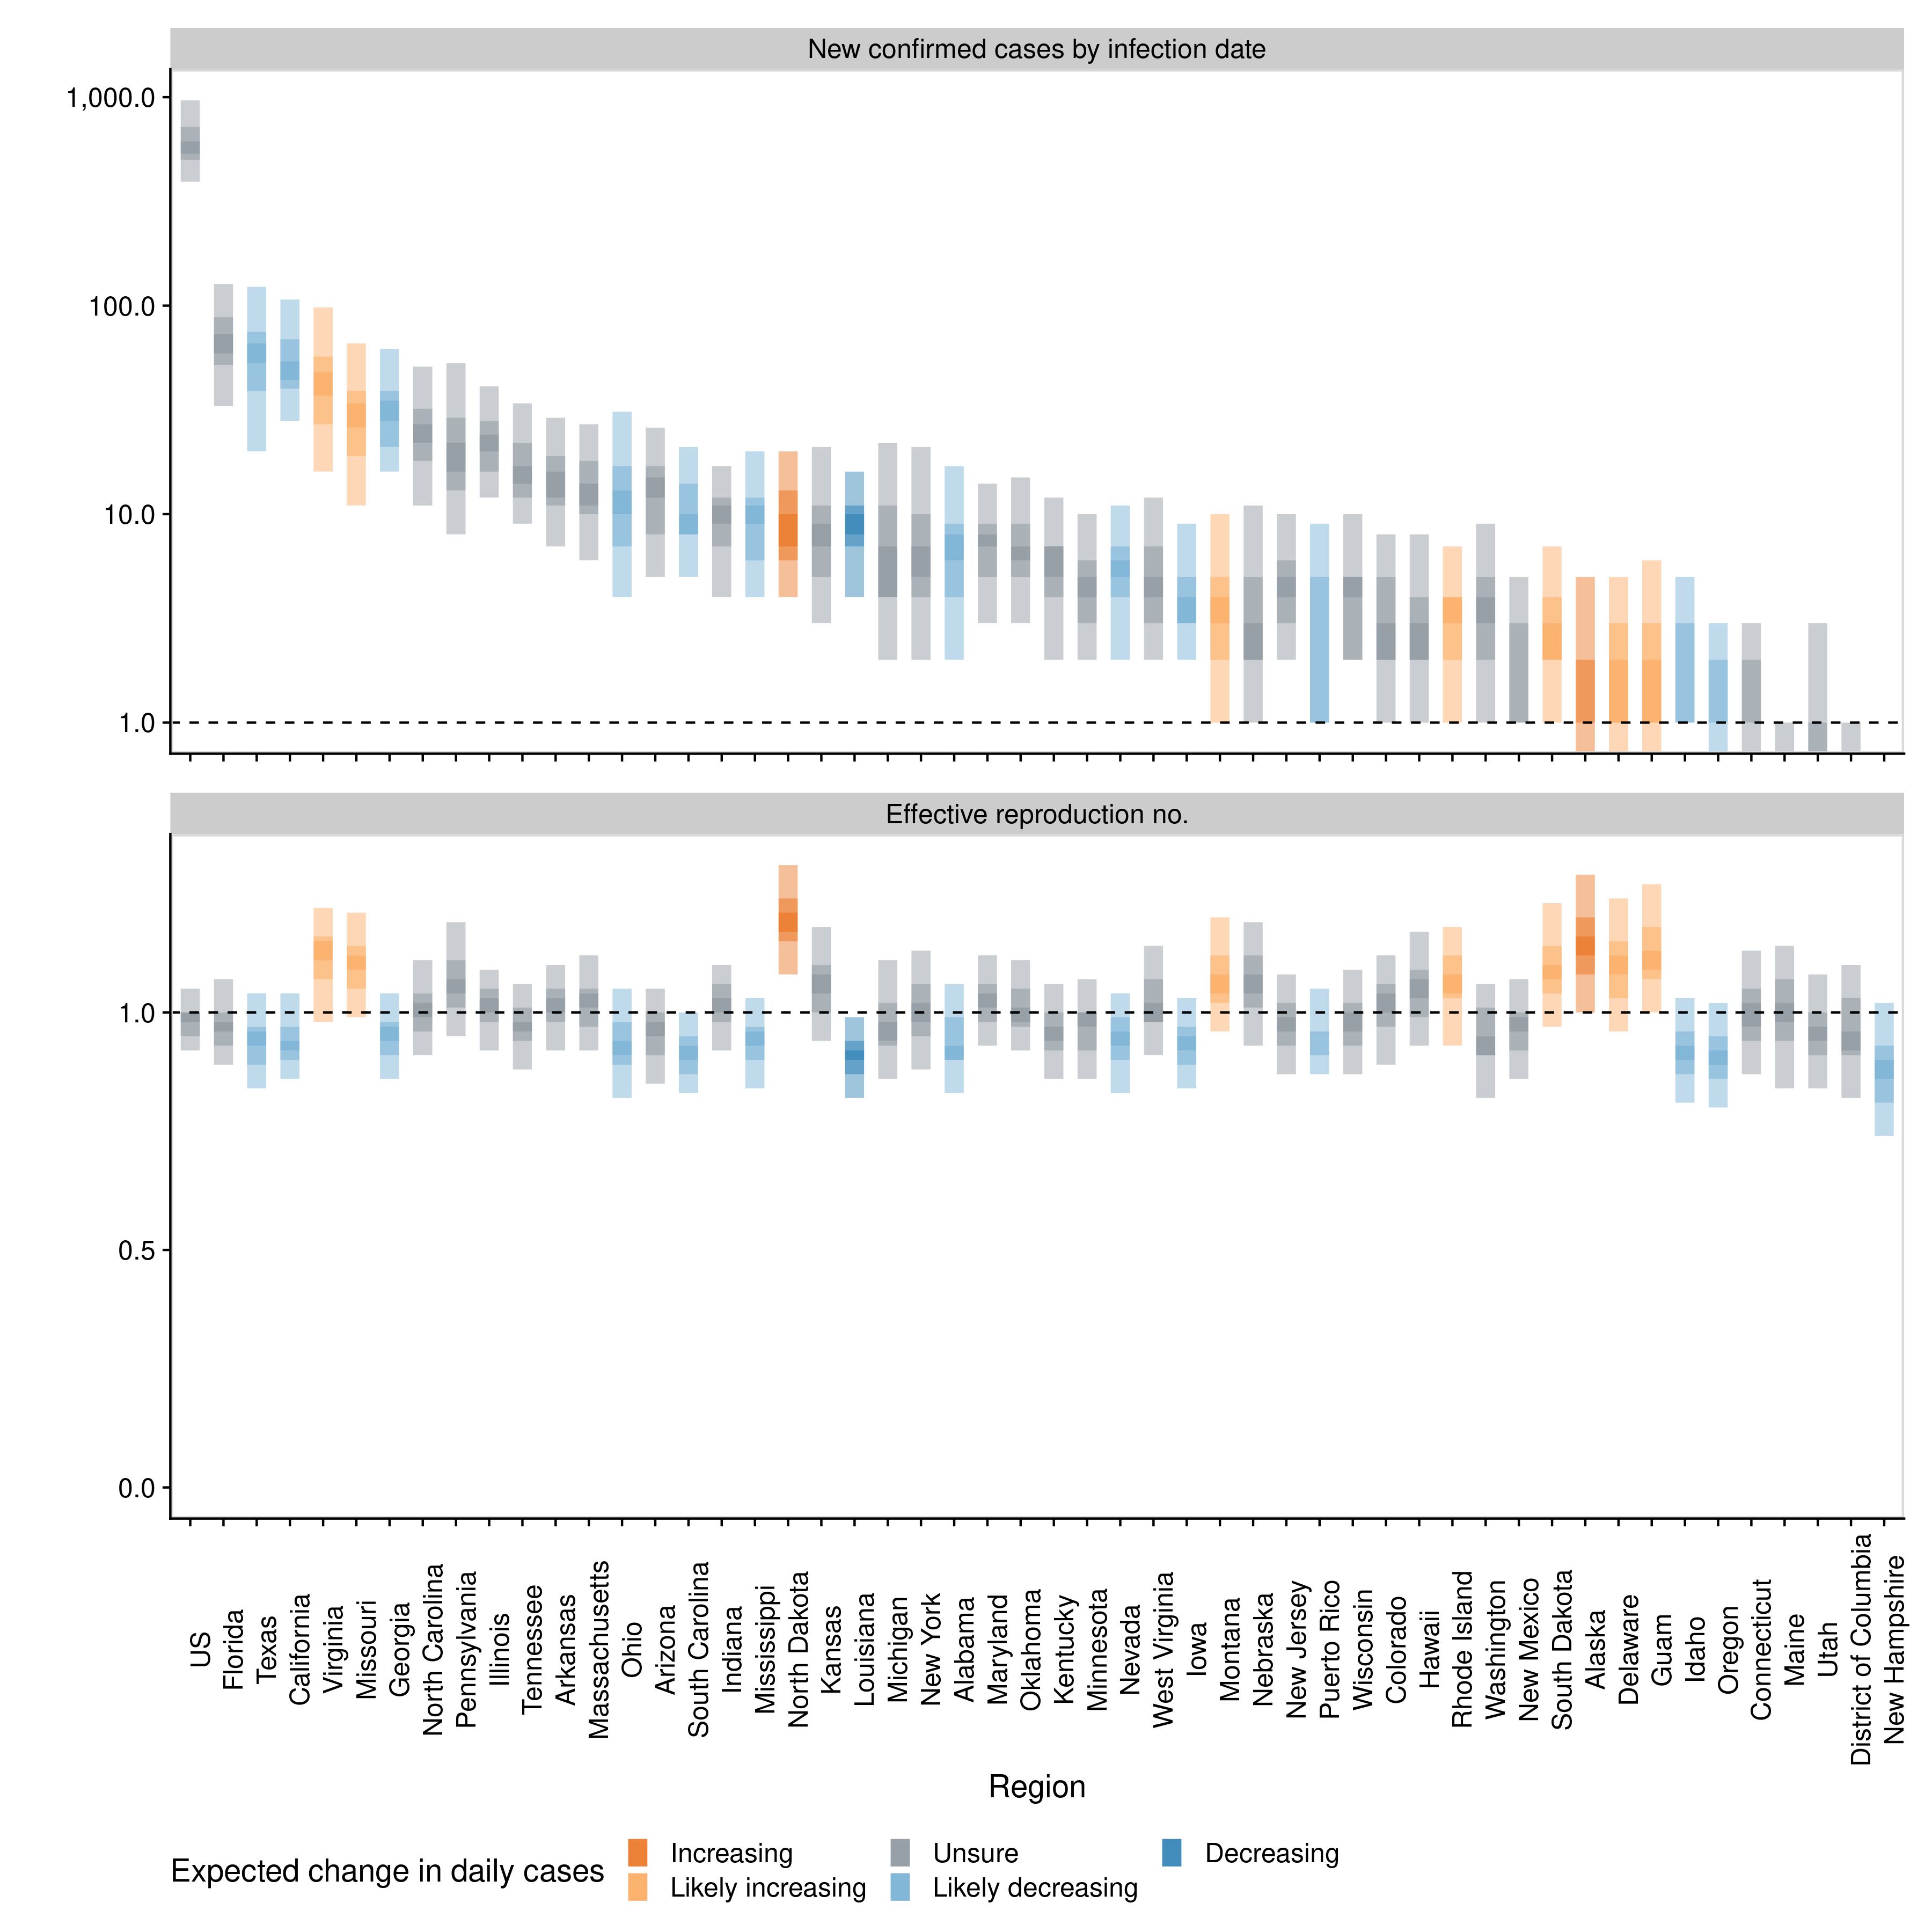 New confirmed cases by infection date
1,000.0
100.0
10.0
1.0
Effective reproduction no.
1.0
0.5
0.0
US
Florida
Texas
California
Virginia
Missouri
Georgia
North Carolina
Pennsylvania
Illinois
Tennessee
Arkansas
Massachusetts
Ohio
Arizona
South Carolina
Indiana
Mississippi
North Dakota
Kansas
Louisiana
Michigan
New York
Alabama
Maryland
Oklahoma
Kentucky
Minnesota
Nevada
West Virginia
Iowa
Montana
Nebraska
New Jersey
Puerto Rico
Wisconsin
Colorado
Hawaii
Rhode Island
Washington
New Mexico
South Dakota
Alaska
Delaware
Guam
Idaho
Oregon
Connecticut
Maine
Utah
District of Columbia
New Hampshire
Region
Expected change in daily cases
Increasing
Likely increasing
Unsure
Likely decreasing
Decreasing